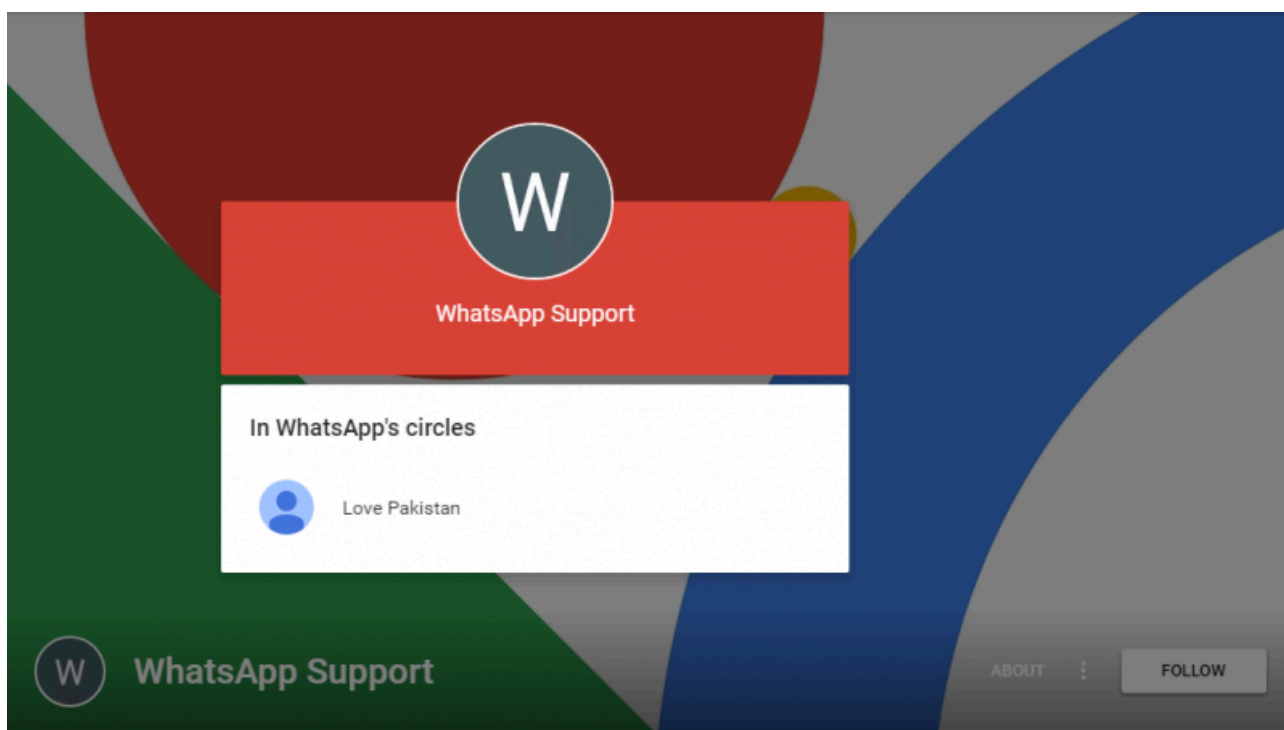 W
WhatsApp Support
In WhatsApp's circles
Love Pakistan
W
WhatsApp Support
ABOUT
FOLLOW